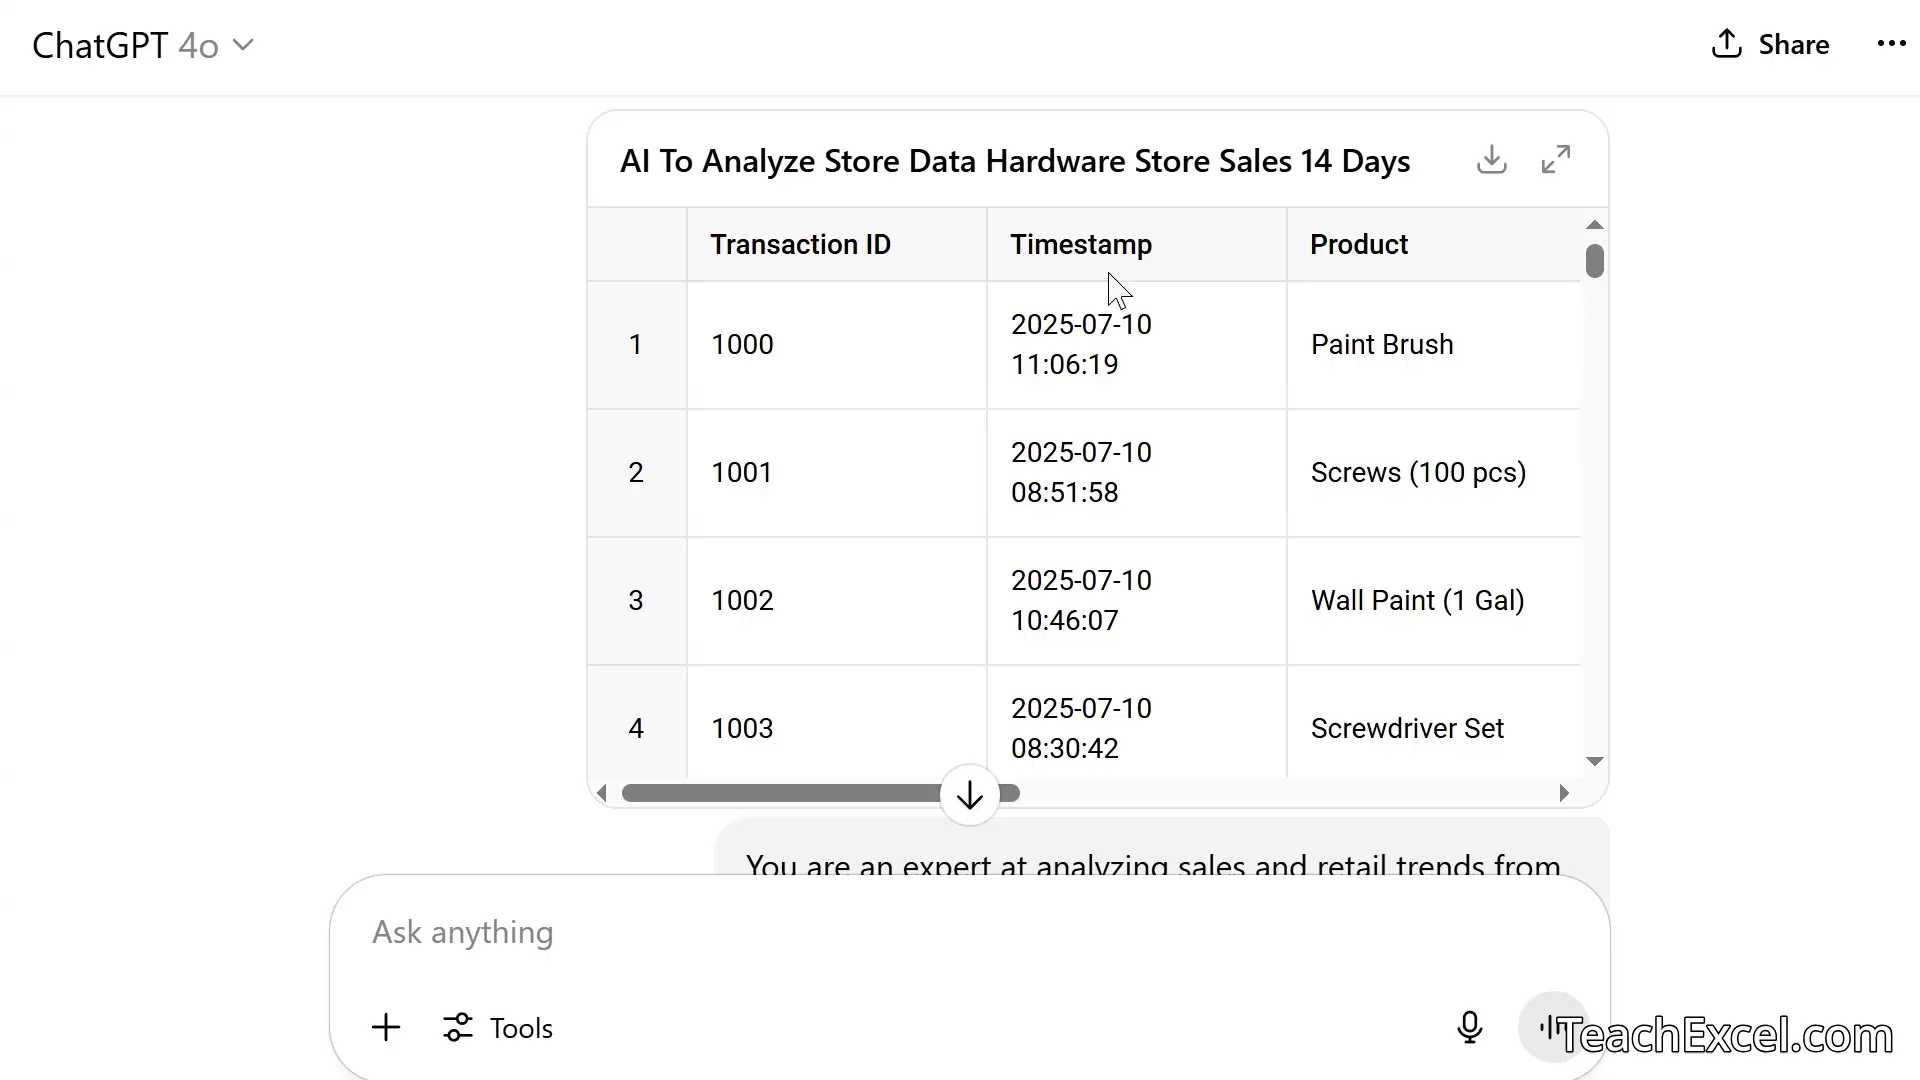 ChatGPT 4o
Share
AI To Analyze Store Data Hardware Store Sales 14 Days
Transaction ID Timestamp Product
1 1000 2025-07-10 11:06:19 Paint Brush
2 1001 2025-07-10 08:51:58 Screws (100 pcs)
3 1002 2025-07-10 10:46:07 Wall Paint (1 Gal)
4 1003 2025-07-10 08:30:42 Screwdriver Set
You are an expert at analyzing sales and retail trends from
Ask anything
Tools
TeachExcel.com